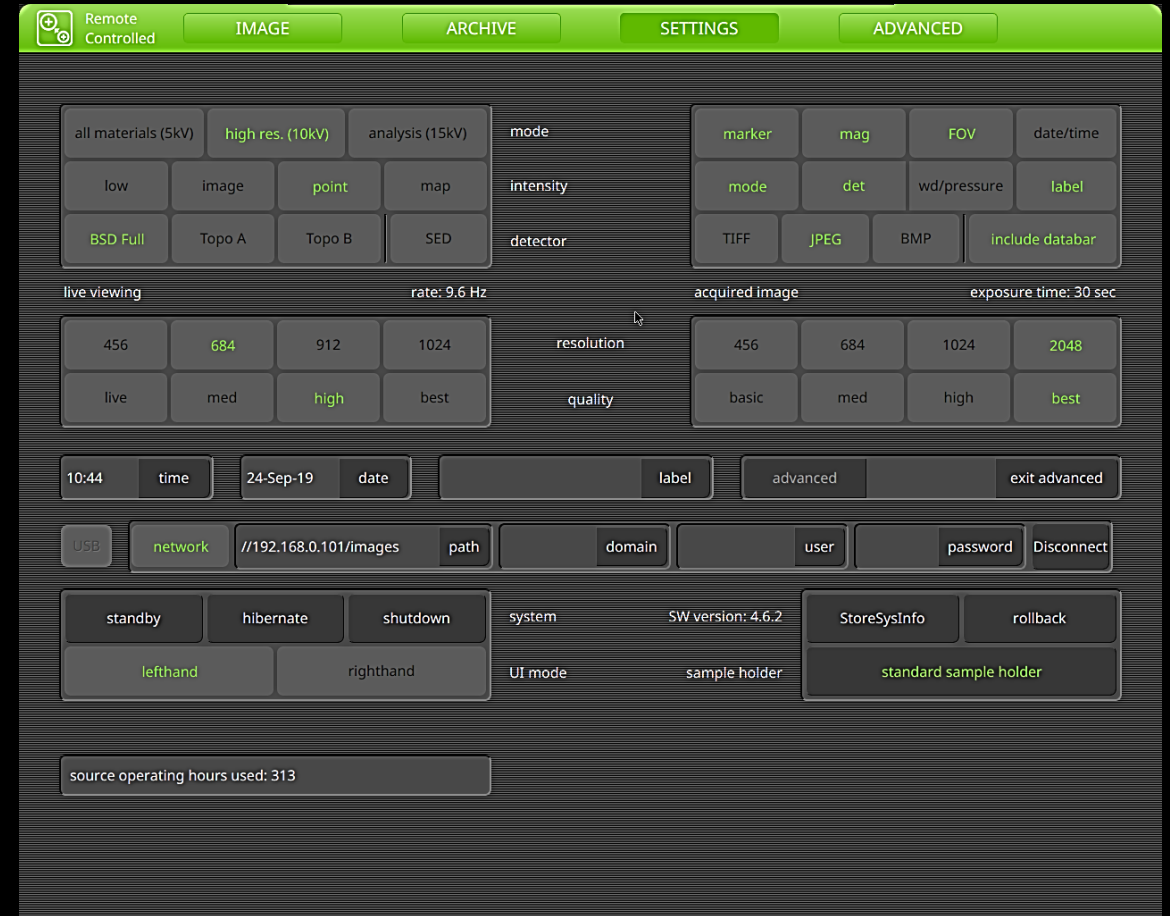 Remote
Controlled
IMAGE ARCHIVE SETTINGS ADVANCED
all materials (5kV) high res. (10kV) analysis (15kV) mode marker mag FOV date/time
low image point map intensity mode det wd/pressure label
BSD Full Topo A Topo B SED detector TIFF JPEG BMP include databar
live viewing rate: 9.6 Hz acquired image exposure time: 30 sec
456 684 912 1024 resolution 456 684 1024 2048
live med high best quality basic med high best
10:44 time 24-Sep-19 date label advanced exit advanced
USB network //192.168.0.101/images path domain user password Disconnect
standby hibernate shutdown system SW version: 4.6.2 StoreSysInfo rollback
lefthand righthand UI mode sample holder standard sample holder
source operating hours used: 313